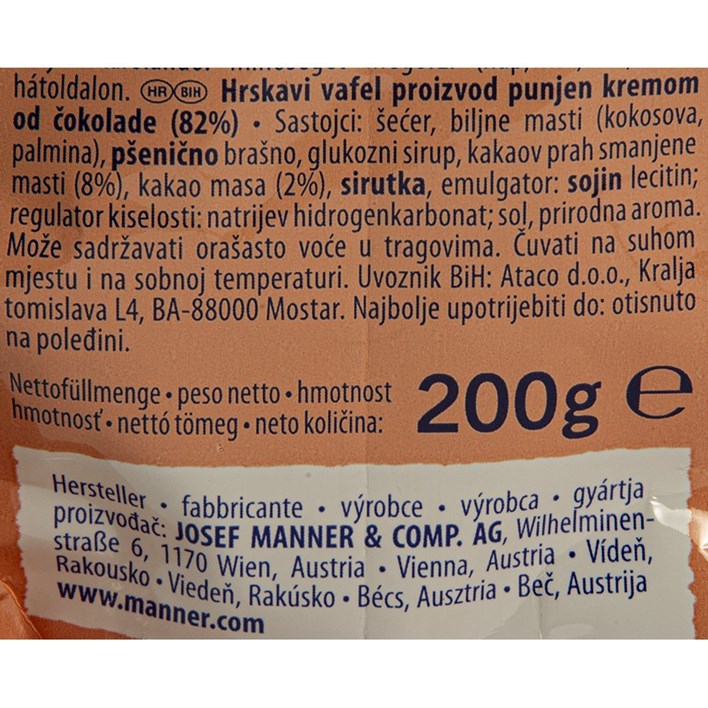 hátoldalon. HR BIH Hrskavi vafel proizvod punjen kremom
od čokolade (82%) • Sastojci: šećer, biljne masti (kokosova,
palmina), pšenično brašno, glukozni sirup, kakaov prah smanjene
masti (8%), kakao masa (2%), sirutka, emulgator: sojin lecitin;
regulator kiselosti: natrijev hidrogenkarbonat; sol, prirodna aroma.
Može sadržavati orašasto voće u tragovima. Čuvati na suhom
mjestu i na sobnoj temperaturi. Uvoznik BiH: Ataco d.o.o., Kralja
tomislava L4, BA-88000 Mostar. Najbolje upotrijebiti do: otisnuto
na poleđini.
Nettofüllmenge • peso netto • hmotnost
hmotnosť • nettó tömeg • neto količina:
200g ℮
Hersteller • fabbricante • výrobce • výrobca • gyártja
proizvođač: JOSEF MANNER & COMP. AG, Wilhelminen-
straße 6, 1170 Wien, Austria • Vienna, Austria • Vídeň,
Rakousko • Viedeň, Rakúsko • Bécs, Ausztria • Beč, Austrija
www.manner.com